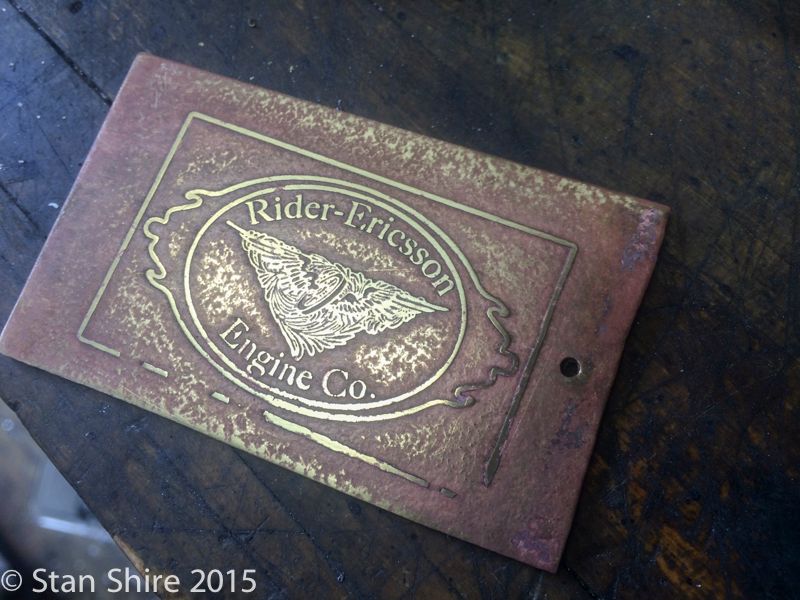 Rider-Ericsson
Engine Co.
© Stan Shire 2015